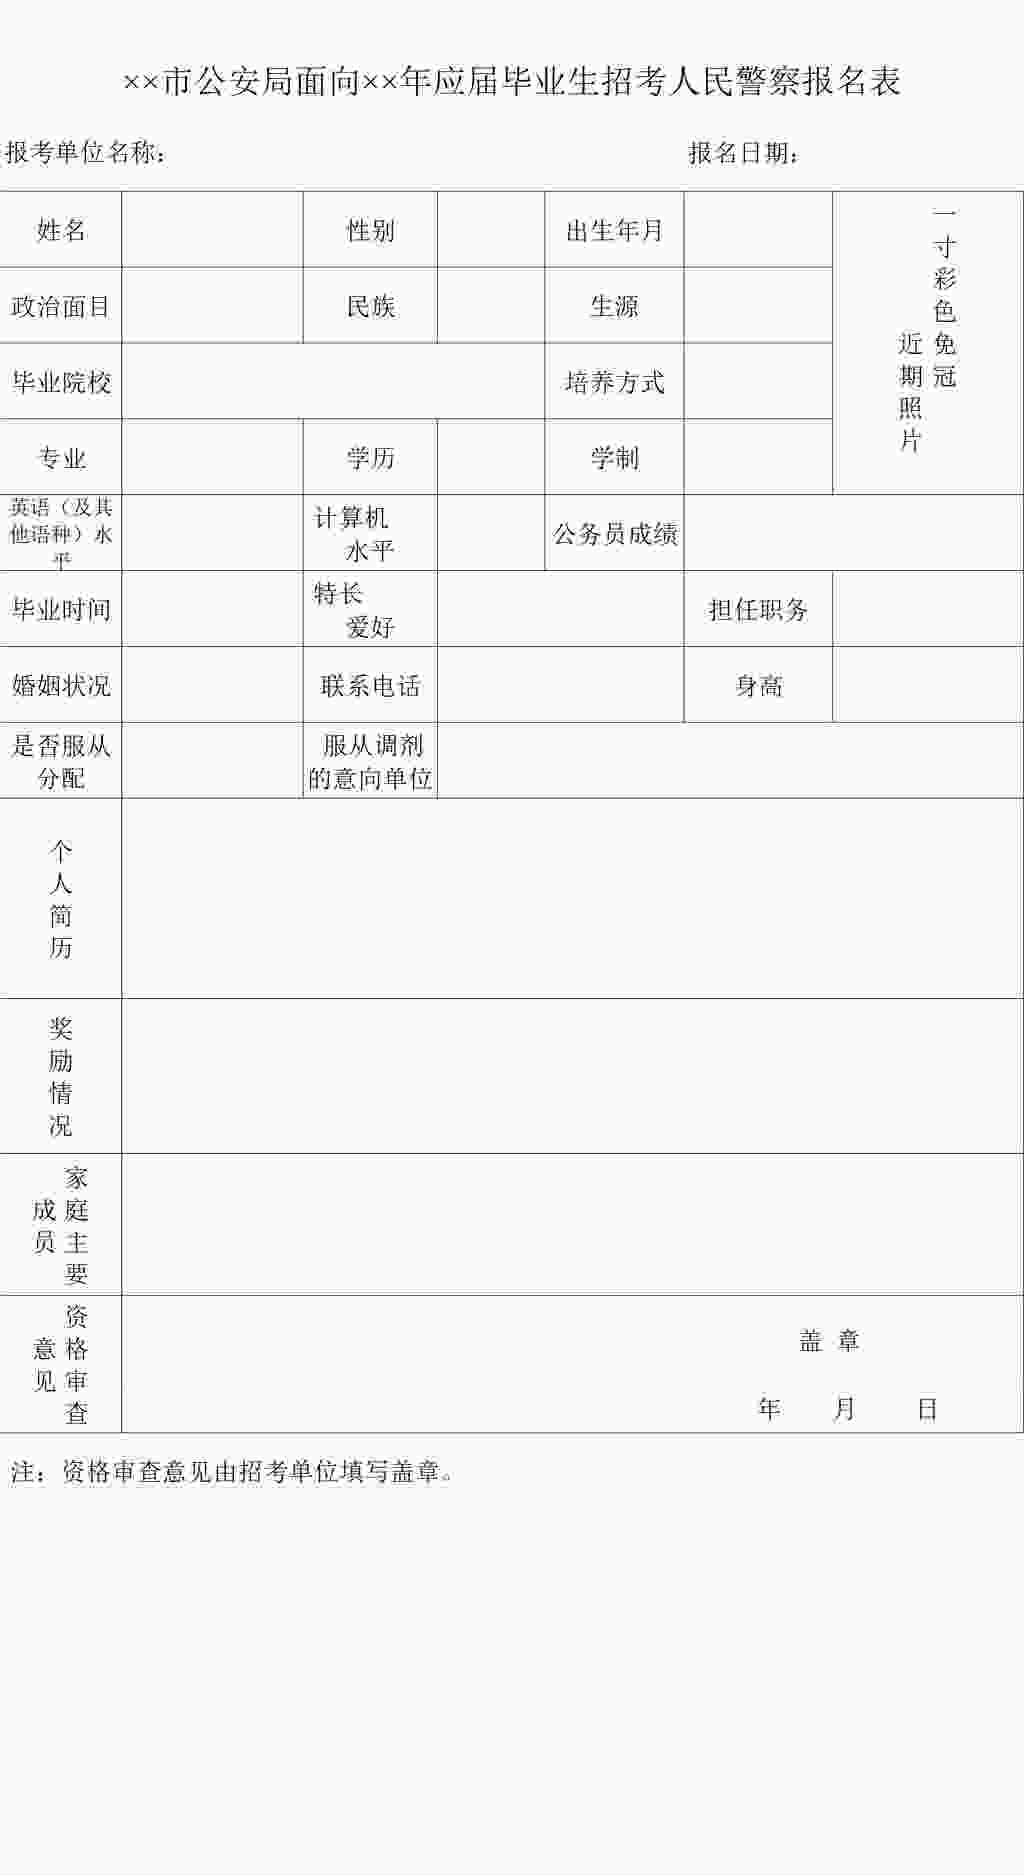 ××市公安局面向××年应届毕业生招考人民警察报名表
报考单位名称： 报名日期：
姓名 性别 出生年月 一寸彩色免冠近期照片
政治面目 民族 生源
毕业院校 培养方式
专业 学历 学制
英语（及其
他语种）水
平
计算机
水平
公务员成绩
毕业时间
特长
爱好
担任职务
婚姻状况 联系电话 身高
是否服从
分配
服从调剂
的意向单位
个人简历
奖励情况
家庭主要
成员
资格审查
意见
盖 章
年 月 日
注：资格审查意见由招考单位填写盖章。